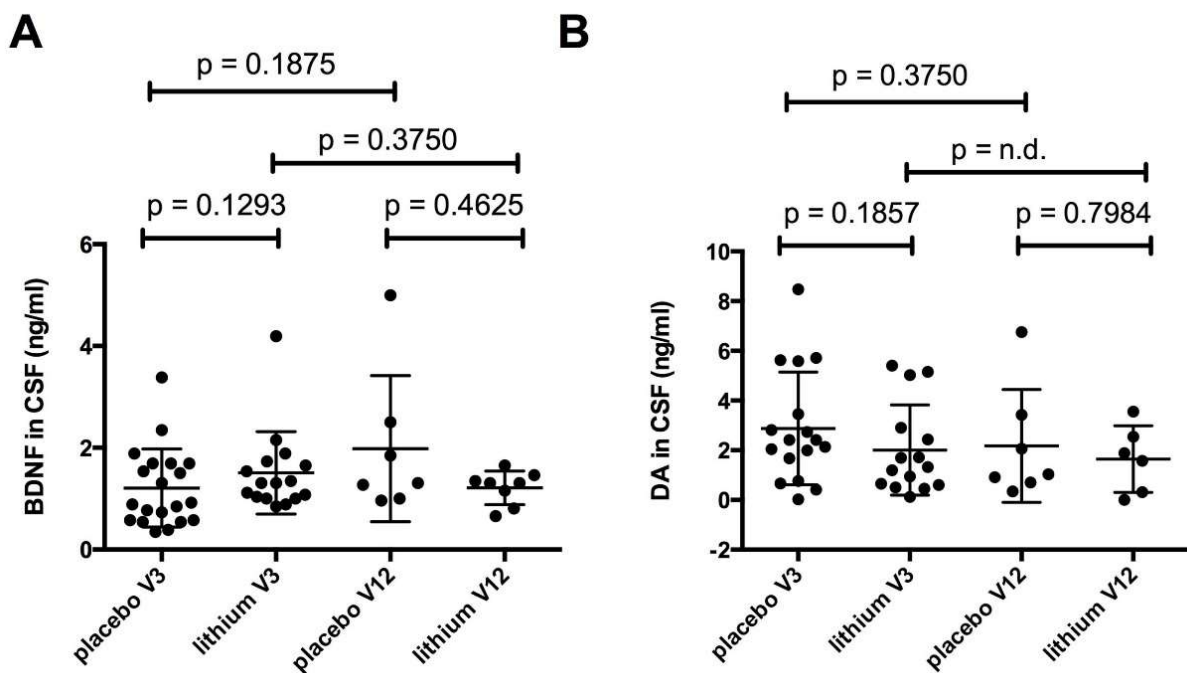 A
p = 0.1875
p = 0.3750
p = 0.1293
p = 0.4625
BDNF in CSF (ng/ml)
6
4
2
0
placebo V3
lithium V3
placebo V12
lithium V12
B
p = 0.3750
p = n.d.
p = 0.1857
p = 0.7984
DA in CSF (ng/ml)
10
8
6
4
2
0
-2
placebo V3
lithium V3
placebo V12
lithium V12